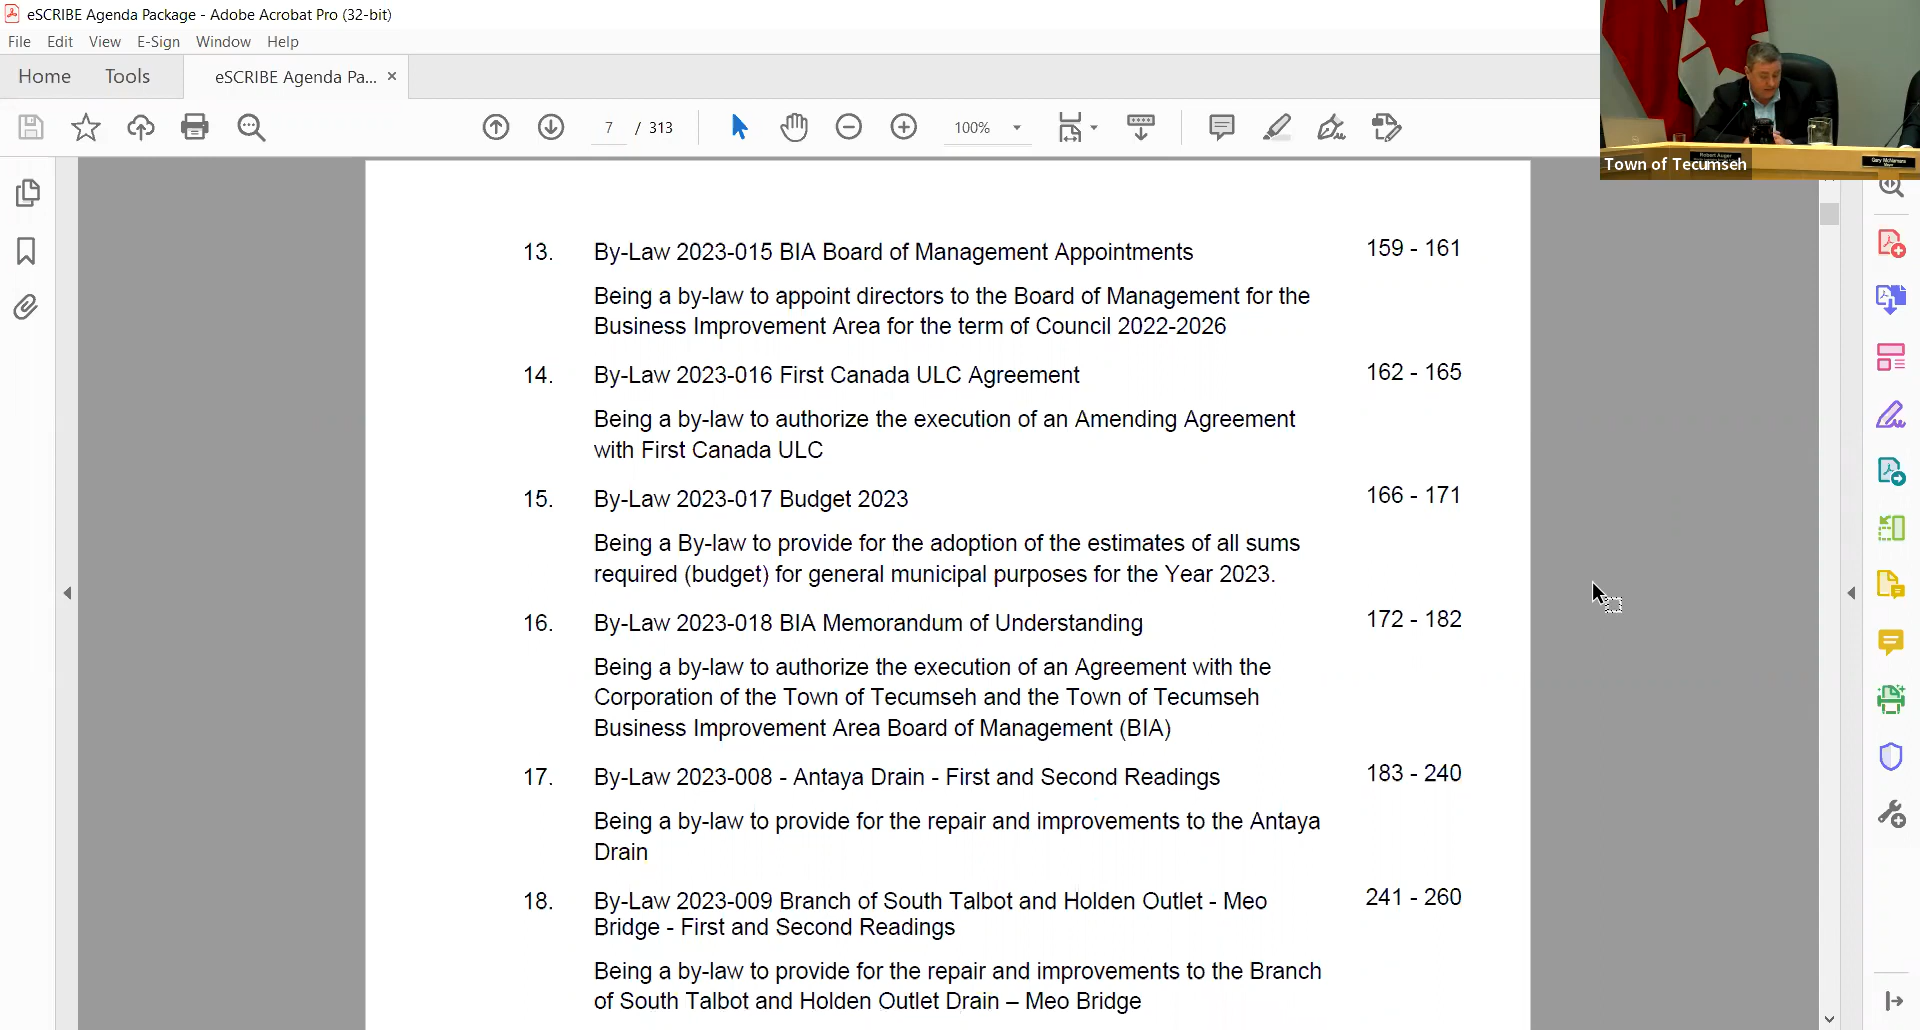 eSCRIBE Agenda Package - Adobe Acrobat Pro (32-bit)
File Edit View E-Sign Window Help
Home Tools eSCRIBE Agenda Pa... ×
7 / 313 100%
Robert Auger
Gary McNamara
Mayor
Town of Tecumseh
13. By-Law 2023-015 BIA Board of Management Appointments 159 - 161
Being a by-law to appoint directors to the Board of Management for the
Business Improvement Area for the term of Council 2022-2026
14. By-Law 2023-016 First Canada ULC Agreement 162 - 165
Being a by-law to authorize the execution of an Amending Agreement
with First Canada ULC
15. By-Law 2023-017 Budget 2023 166 - 171
Being a By-law to provide for the adoption of the estimates of all sums
required (budget) for general municipal purposes for the Year 2023.
16. By-Law 2023-018 BIA Memorandum of Understanding 172 - 182
Being a by-law to authorize the execution of an Agreement with the
Corporation of the Town of Tecumseh and the Town of Tecumseh
Business Improvement Area Board of Management (BIA)
17. By-Law 2023-008 - Antaya Drain - First and Second Readings 183 - 240
Being a by-law to provide for the repair and improvements to the Antaya
Drain
18. By-Law 2023-009 Branch of South Talbot and Holden Outlet - Meo 241 - 260
Bridge - First and Second Readings
Being a by-law to provide for the repair and improvements to the Branch
of South Talbot and Holden Outlet Drain – Meo Bridge